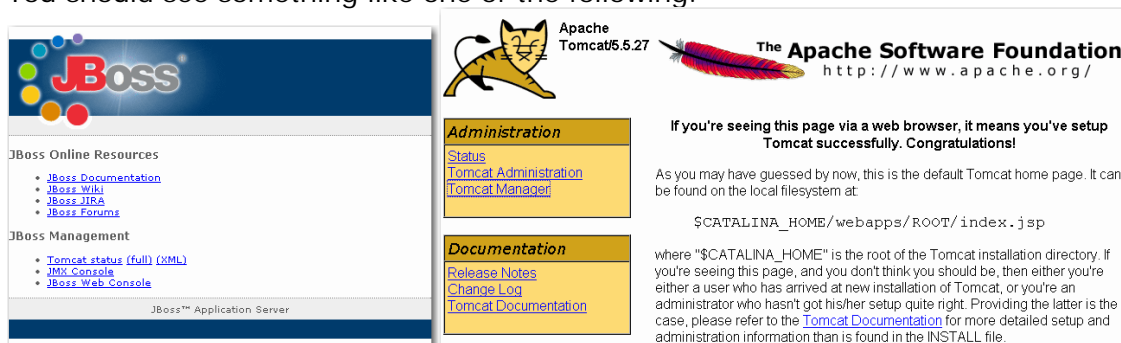 You should see something like one of the following:
JBoss
JBoss Online Resources
JBoss Documentation
JBoss Wiki
JBoss JIRA
JBoss Forums
JBoss Management
Tomcat status (full) (XML)
JMX Console
JBoss Web Console
JBoss™ Application Server
Apache
Tomcat/5.5.27
The Apache Software Foundation
http://www.apache.org/
Administration
Status
Tomcat Administration
Tomcat Manager
Documentation
Release Notes
Change Log
Tomcat Documentation
If you're seeing this page via a web browser, it means you've setup
Tomcat successfully. Congratulations!
As you may have guessed by now, this is the default Tomcat home page. It can
be found on the local filesystem at:
$CATALINA_HOME/webapps/ROOT/index.jsp
where "$CATALINA_HOME" is the root of the Tomcat installation directory. If
you're seeing this page, and you don't think you should be, then either you're
either a user who has arrived at new installation of Tomcat, or you're an
administrator who hasn't got his/her setup quite right. Providing the latter is the
case, please refer to the Tomcat Documentation for more detailed setup and
administration information than is found in the INSTALL file.